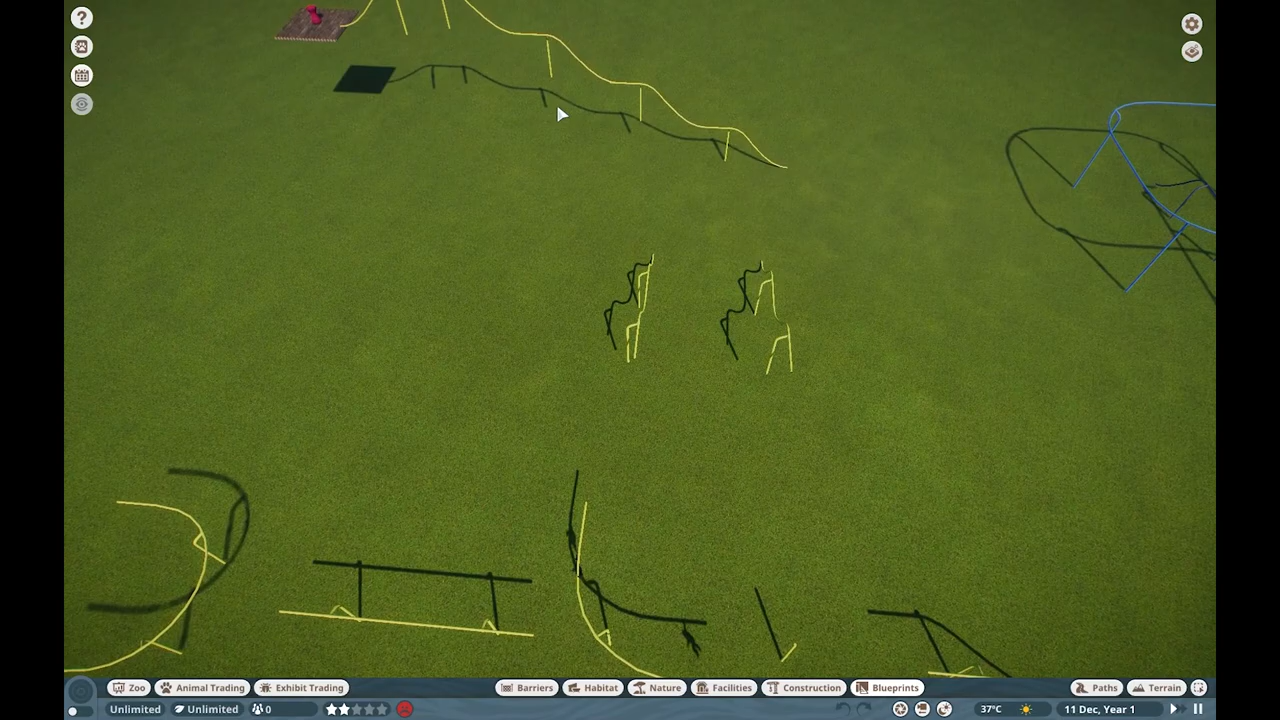 ?
Zoo Animal Trading Exhibit Trading Barriers Habitat Nature Facilities Construction Blueprints Paths Terrain
Unlimited Unlimited 0 37°C 11 Dec, Year 1